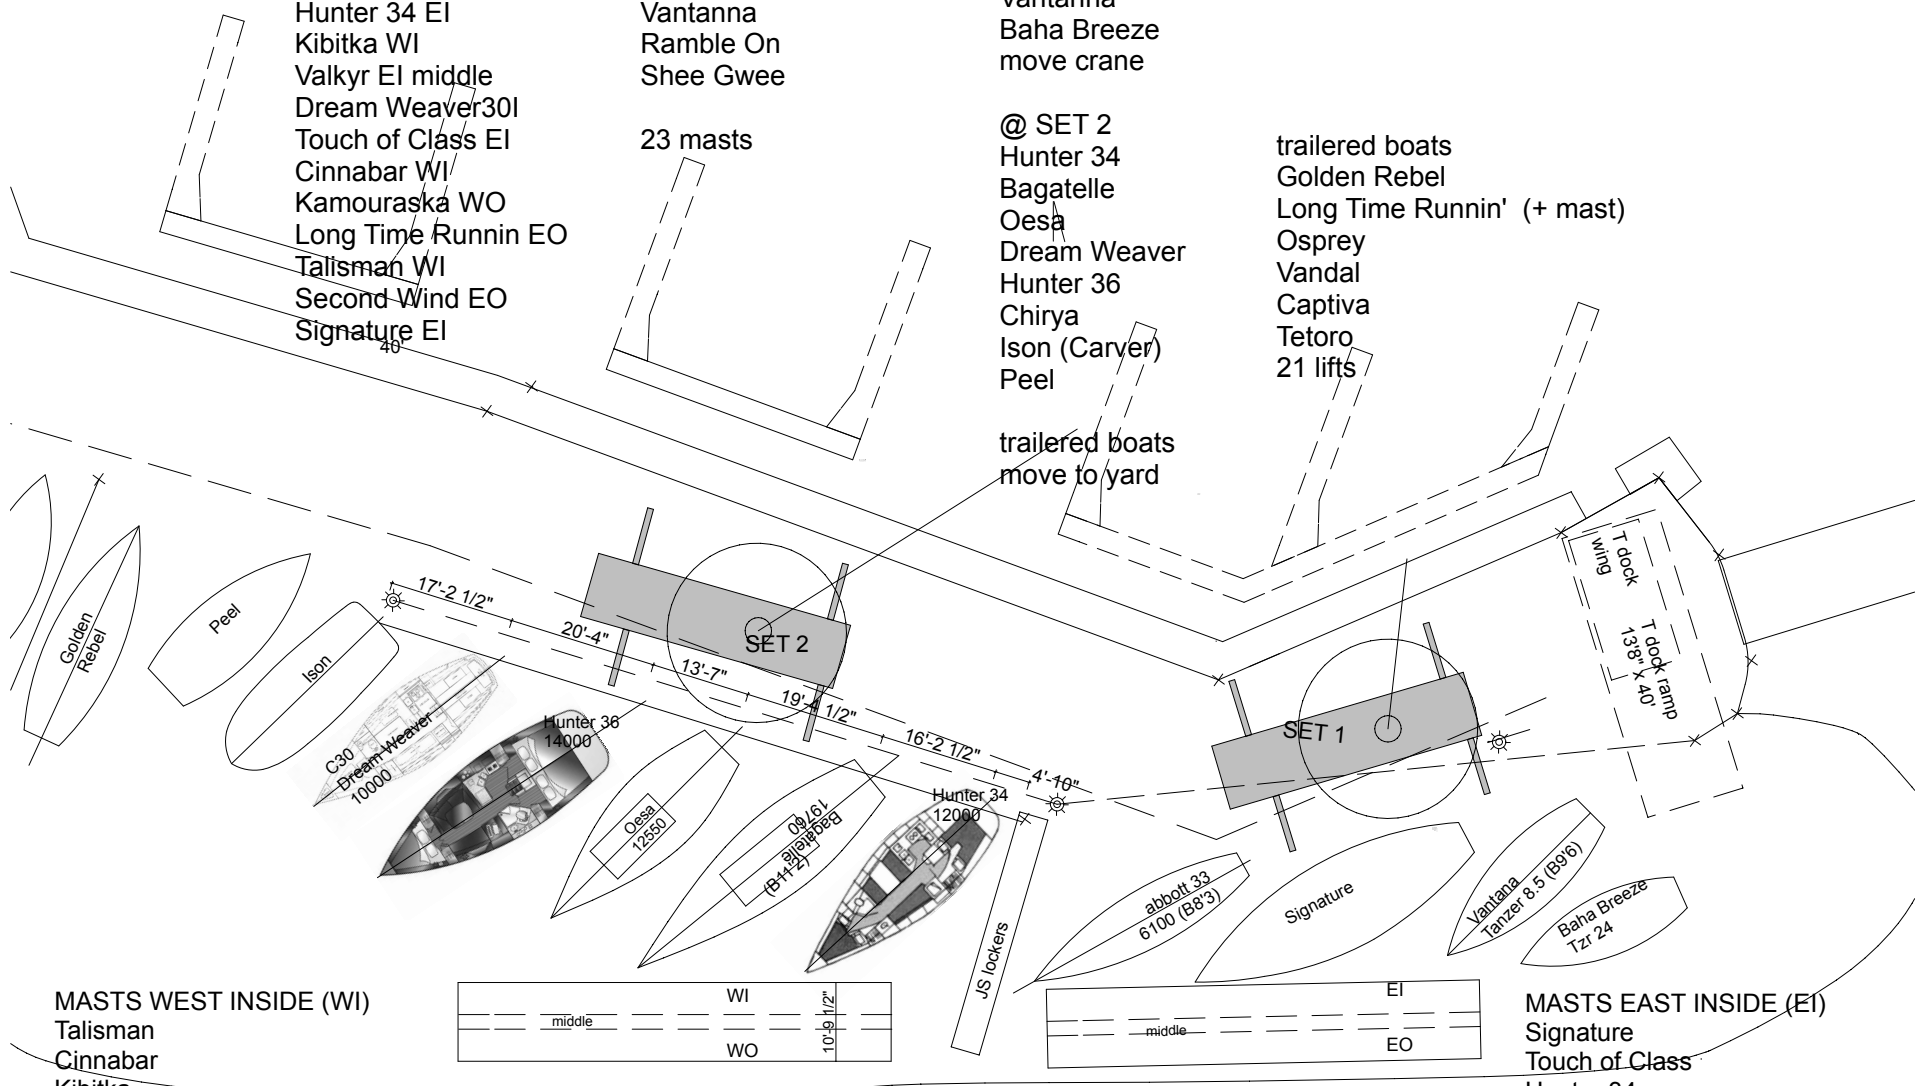 Hunter 34 EI
Kibitka WI
Valkyr EI middle
Dream Weaver30I
Touch of Class EI
Cinnabar WI
Kamouraska WO
Long Time Runnin EO
Talisman WI
Second Wind EO
Signature EI
40'
Vantanna
Ramble On
Shee Gwee
23 masts
Vantanna
Baha Breeze
move crane
@ SET 2
Hunter 34
Bagatelle
Oesa
Dream Weaver
Hunter 36
Chirya
Ison (Carver)
Peel
trailered boats
move to yard
trailered boats
Golden Rebel
Long Time Runnin' (+ mast)
Osprey
Vandal
Captiva
Tetoro
21 lifts
T dock
wing
T dock ramp
13'8" x 40'
Golden
Rebel
Peel
Ison
17'-2 1/2"
20'-4"
13'-7"
19'-4 1/2"
16'-2 1/2"
4'-10"
SET 2
SET 1
C30
Dream Weaver
10000
Hunter 36
14000
Oesa
12550
19760
Bagatelle
(B11'2)
Hunter 34
12000
JS lockers
abbott 33
6100 (B8'3)
Signature
Vantana
Tanzer 8.5 (B9'6)
Baha Breeze
Tzr 24
MASTS WEST INSIDE (WI)
Talisman
Cinnabar
Kibitka
WI
middle
WO
10'-9 1/2"
EI
middle
EO
MASTS EAST INSIDE (EI)
Signature
Touch of Class
Hunter 34